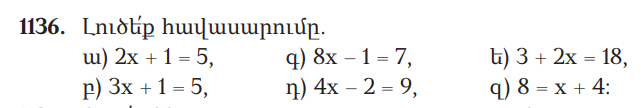 1136. Լուծե՛ք հավասարումը.
ա) 2x + 1 = 5, գ) 8x – 1 = 7, ե) 3 + 2x = 18,
բ) 3x + 1 = 5, դ) 4x – 2 = 9, զ) 8 = x + 4: